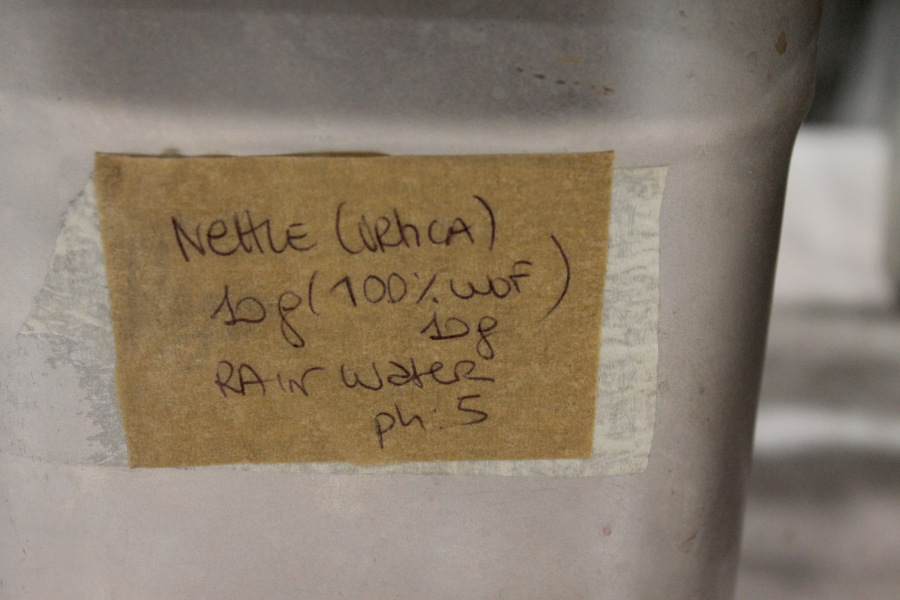 Nettle (URtiCA)
10g (100% WOF)
10g
RAIN WateR
ph: 5